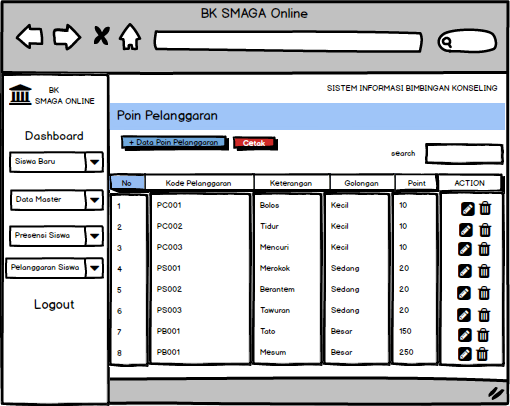 BK SMAGA Online
BK
SMAGA ONLINE
SISTEM INFORMASI BIMBINGAN KONSELING
Dashboard
Siswa Baru
Data Master
Presensi Siswa
Pelanggaran Siswa
Logout
Poin Pelanggaran
+ Data Poin Pelanggaran Cetak
search
No Kode Pelanggaran Keterangan Golongan Point ACTION
1 PC001 Bolos Kecil 10
2 PC002 Tidur Kecil 10
3 PC003 Mencuri Kecil 10
4 PS001 Merokok Sedang 20
5 PS002 Berantem Sedang 20
6 PS003 Tawuran Sedang 20
7 PB001 Tato Besar 150
8 PB001 Mesum Besar 250